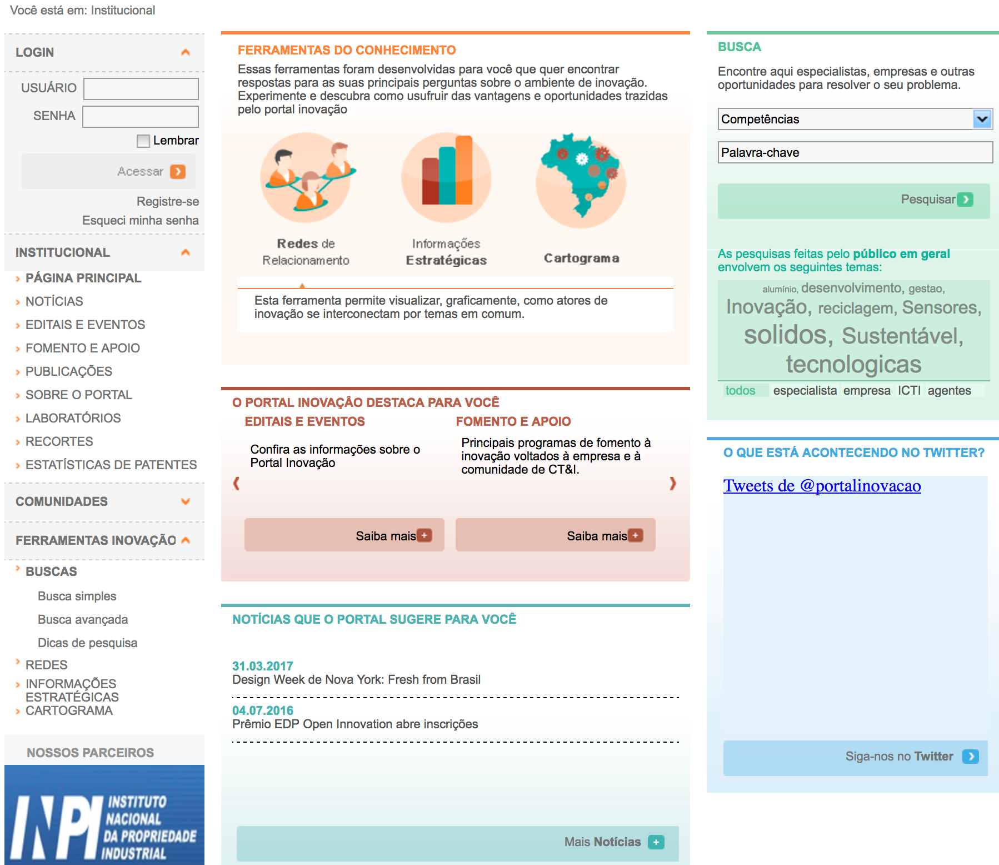 Você está em: Institucional
LOGIN
USUÁRIO
SENHA
Lembrar
Acessar
Registre-se
Esqueci minha senha
INSTITUCIONAL
PÁGINA PRINCIPAL
NOTÍCIAS
EDITAIS E EVENTOS
FOMENTO E APOIO
PUBLICAÇÕES
SOBRE O PORTAL
LABORATÓRIOS
RECORTES
ESTATÍSTICAS DE PATENTES
COMUNIDADES
FERRAMENTAS INOVAÇÃO
BUSCAS
Busca simples
Busca avançada
Dicas de pesquisa
REDES
INFORMAÇÕES
ESTRATÉGICAS
CARTOGRAMA
NOSSOS PARCEIROS
INPI
INSTITUTO
NACIONAL
DA PROPRIEDADE
INDUSTRIAL
FERRAMENTAS DO CONHECIMENTO
Essas ferramentas foram desenvolvidas para você que quer encontrar
respostas para as suas principais perguntas sobre o ambiente de inovação.
Experimente e descubra como usufruir das vantagens e oportunidades trazidas
pelo portal inovação
Redes de
Relacionamento
Informações
Estratégicas
Cartograma
Esta ferramenta permite visualizar, graficamente, como atores de
inovação se interconectam por temas em comum.
O PORTAL INOVAÇÂO DESTACA PARA VOCÊ
EDITAIS E EVENTOS
Confira as informações sobre o
Portal Inovação
Saiba mais
FOMENTO E APOIO
Principais programas de fomento à
inovação voltados à empresa e à
comunidade de CT&I.
Saiba mais
NOTÍCIAS QUE O PORTAL SUGERE PARA VOCÊ
31.03.2017
Design Week de Nova York: Fresh from Brasil
04.07.2016
Prêmio EDP Open Innovation abre inscrições
Mais Notícias
BUSCA
Encontre aqui especialistas, empresas e outras
oportunidades para resolver o seu problema.
Competências
Palavra-chave
Pesquisar
As pesquisas feitas pelo público em geral
envolvem os seguintes temas:
alumínio, desenvolvimento, gestao,
Inovação, reciclagem, Sensores,
solidos, Sustentável,
tecnologicas
todos especialista empresa ICTI agentes
O QUE ESTÁ ACONTECENDO NO TWITTER?
Tweets de @portalinovacao
Siga-nos no Twitter